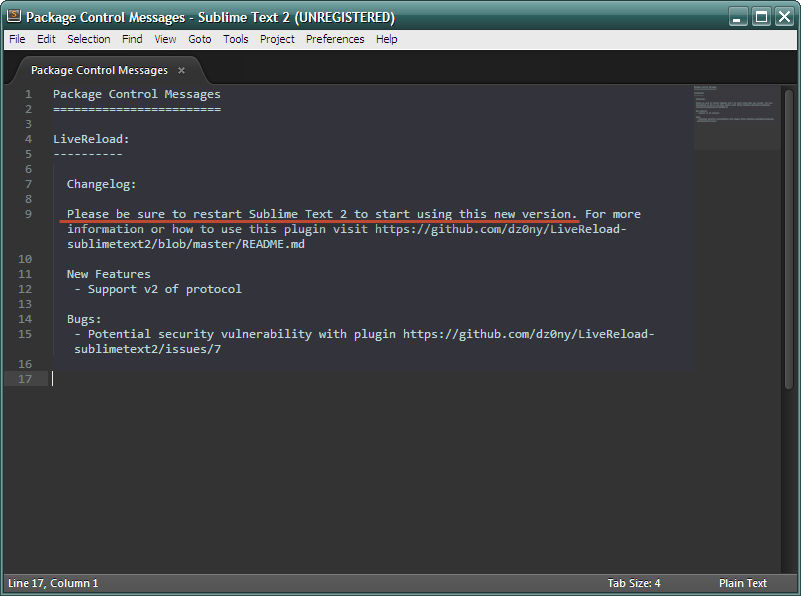 Package Control Messages - Sublime Text 2 (UNREGISTERED)
File Edit Selection Find View Goto Tools Project Preferences Help
Package Control Messages ×
1 Package Control Messages
2 ========================
3
4 LiveReload:
5 ----------
6
7 Changelog:
8
9 Please be sure to restart Sublime Text 2 to start using this new version. For more
information or how to use this plugin visit https://github.com/dz0ny/LiveReload-
sublimetext2/blob/master/README.md
10
11 New Features
12 - Support v2 of protocol
13
14 Bugs:
15 - Potential security vulnerability with plugin https://github.com/dz0ny/LiveReload-
sublimetext2/issues/7
16
17
Line 17, Column 1 Tab Size: 4 Plain Text